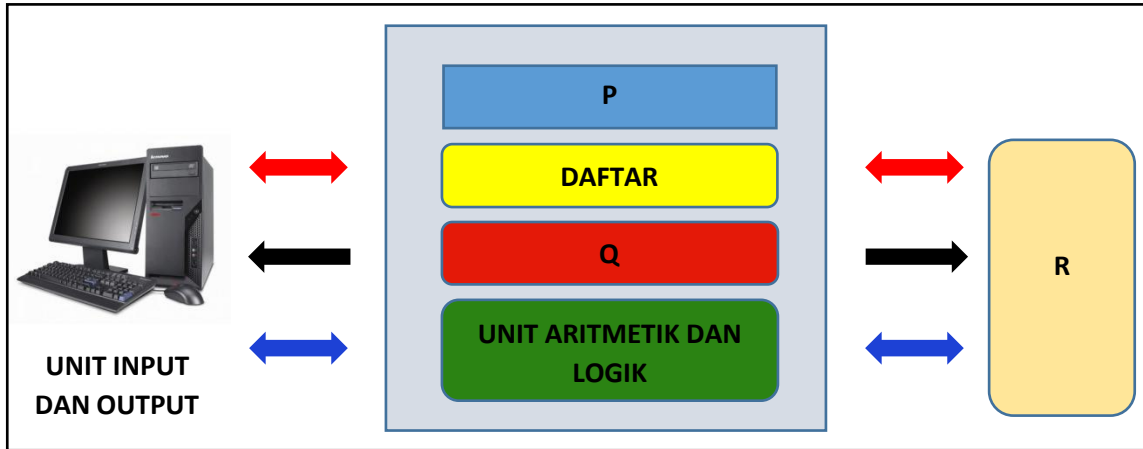 P
DAFTAR
Q
UNIT ARITMETIK DAN
LOGIK
R
UNIT INPUT
DAN OUTPUT